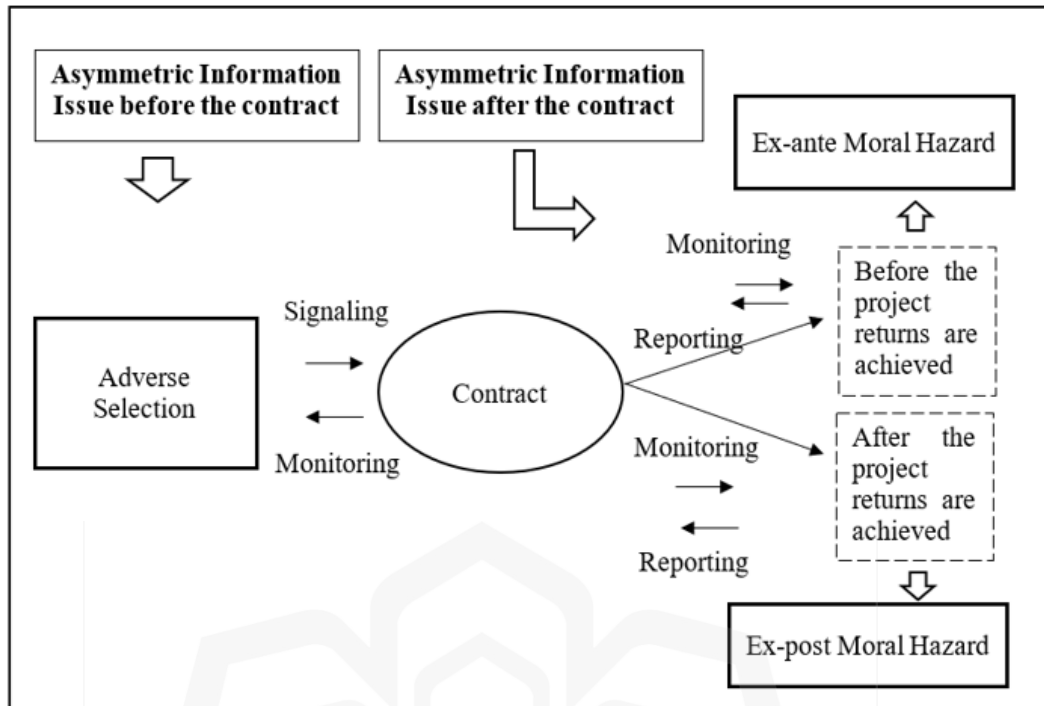 Asymmetric Information
Issue before the contract
Asymmetric Information
Issue after the contract
Ex-ante Moral Hazard
Monitoring
Before the
project
returns are
achieved
Signaling
Reporting
Adverse
Selection
Contract
Monitoring
Monitoring
After the
project
returns are
achieved
Reporting
Ex-post Moral Hazard